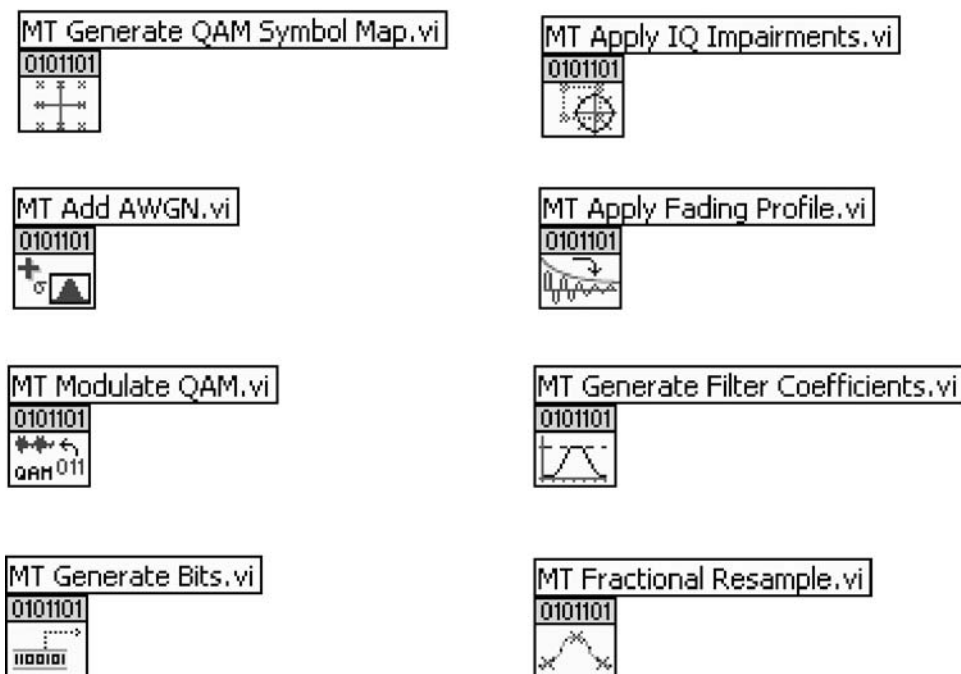 MT Generate QAM Symbol Map.vi
0101101
MT Apply IQ Impairments.vi
0101101
MT Add AWGN.vi
0101101
σ
MT Apply Fading Profile.vi
0101101
MT Modulate QAM.vi
0101101
QAM 011
MT Generate Filter Coefficients.vi
0101101
MT Generate Bits.vi
0101101
1100101
MT Fractional Resample.vi
0101101